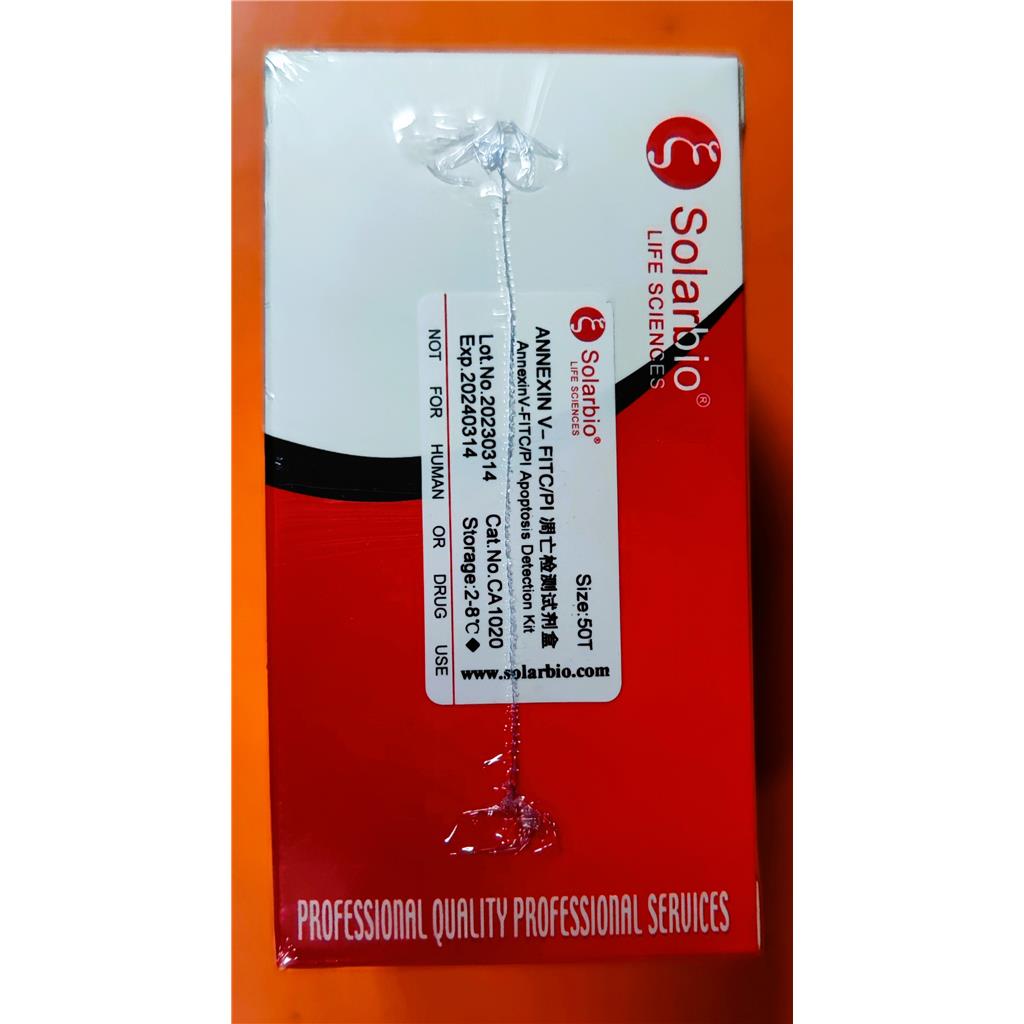 Solarbio®
LIFE SCIENCES
Solarbio®
LIFE SCIENCES
Size:50T
ANNEXIN V– FITC/PI 凋亡检测试剂盒
AnnexinV-FITC/PI Apoptosis Detection Kit
Lot.No.20230314 Cat.No.CA1020
Exp.20240314 Storage:2-8℃◆
www.solarbio.com
NOT FOR HUMAN OR DRUG USE
PROFESSIONAL QUALITY PROFESSIONAL SERVICES